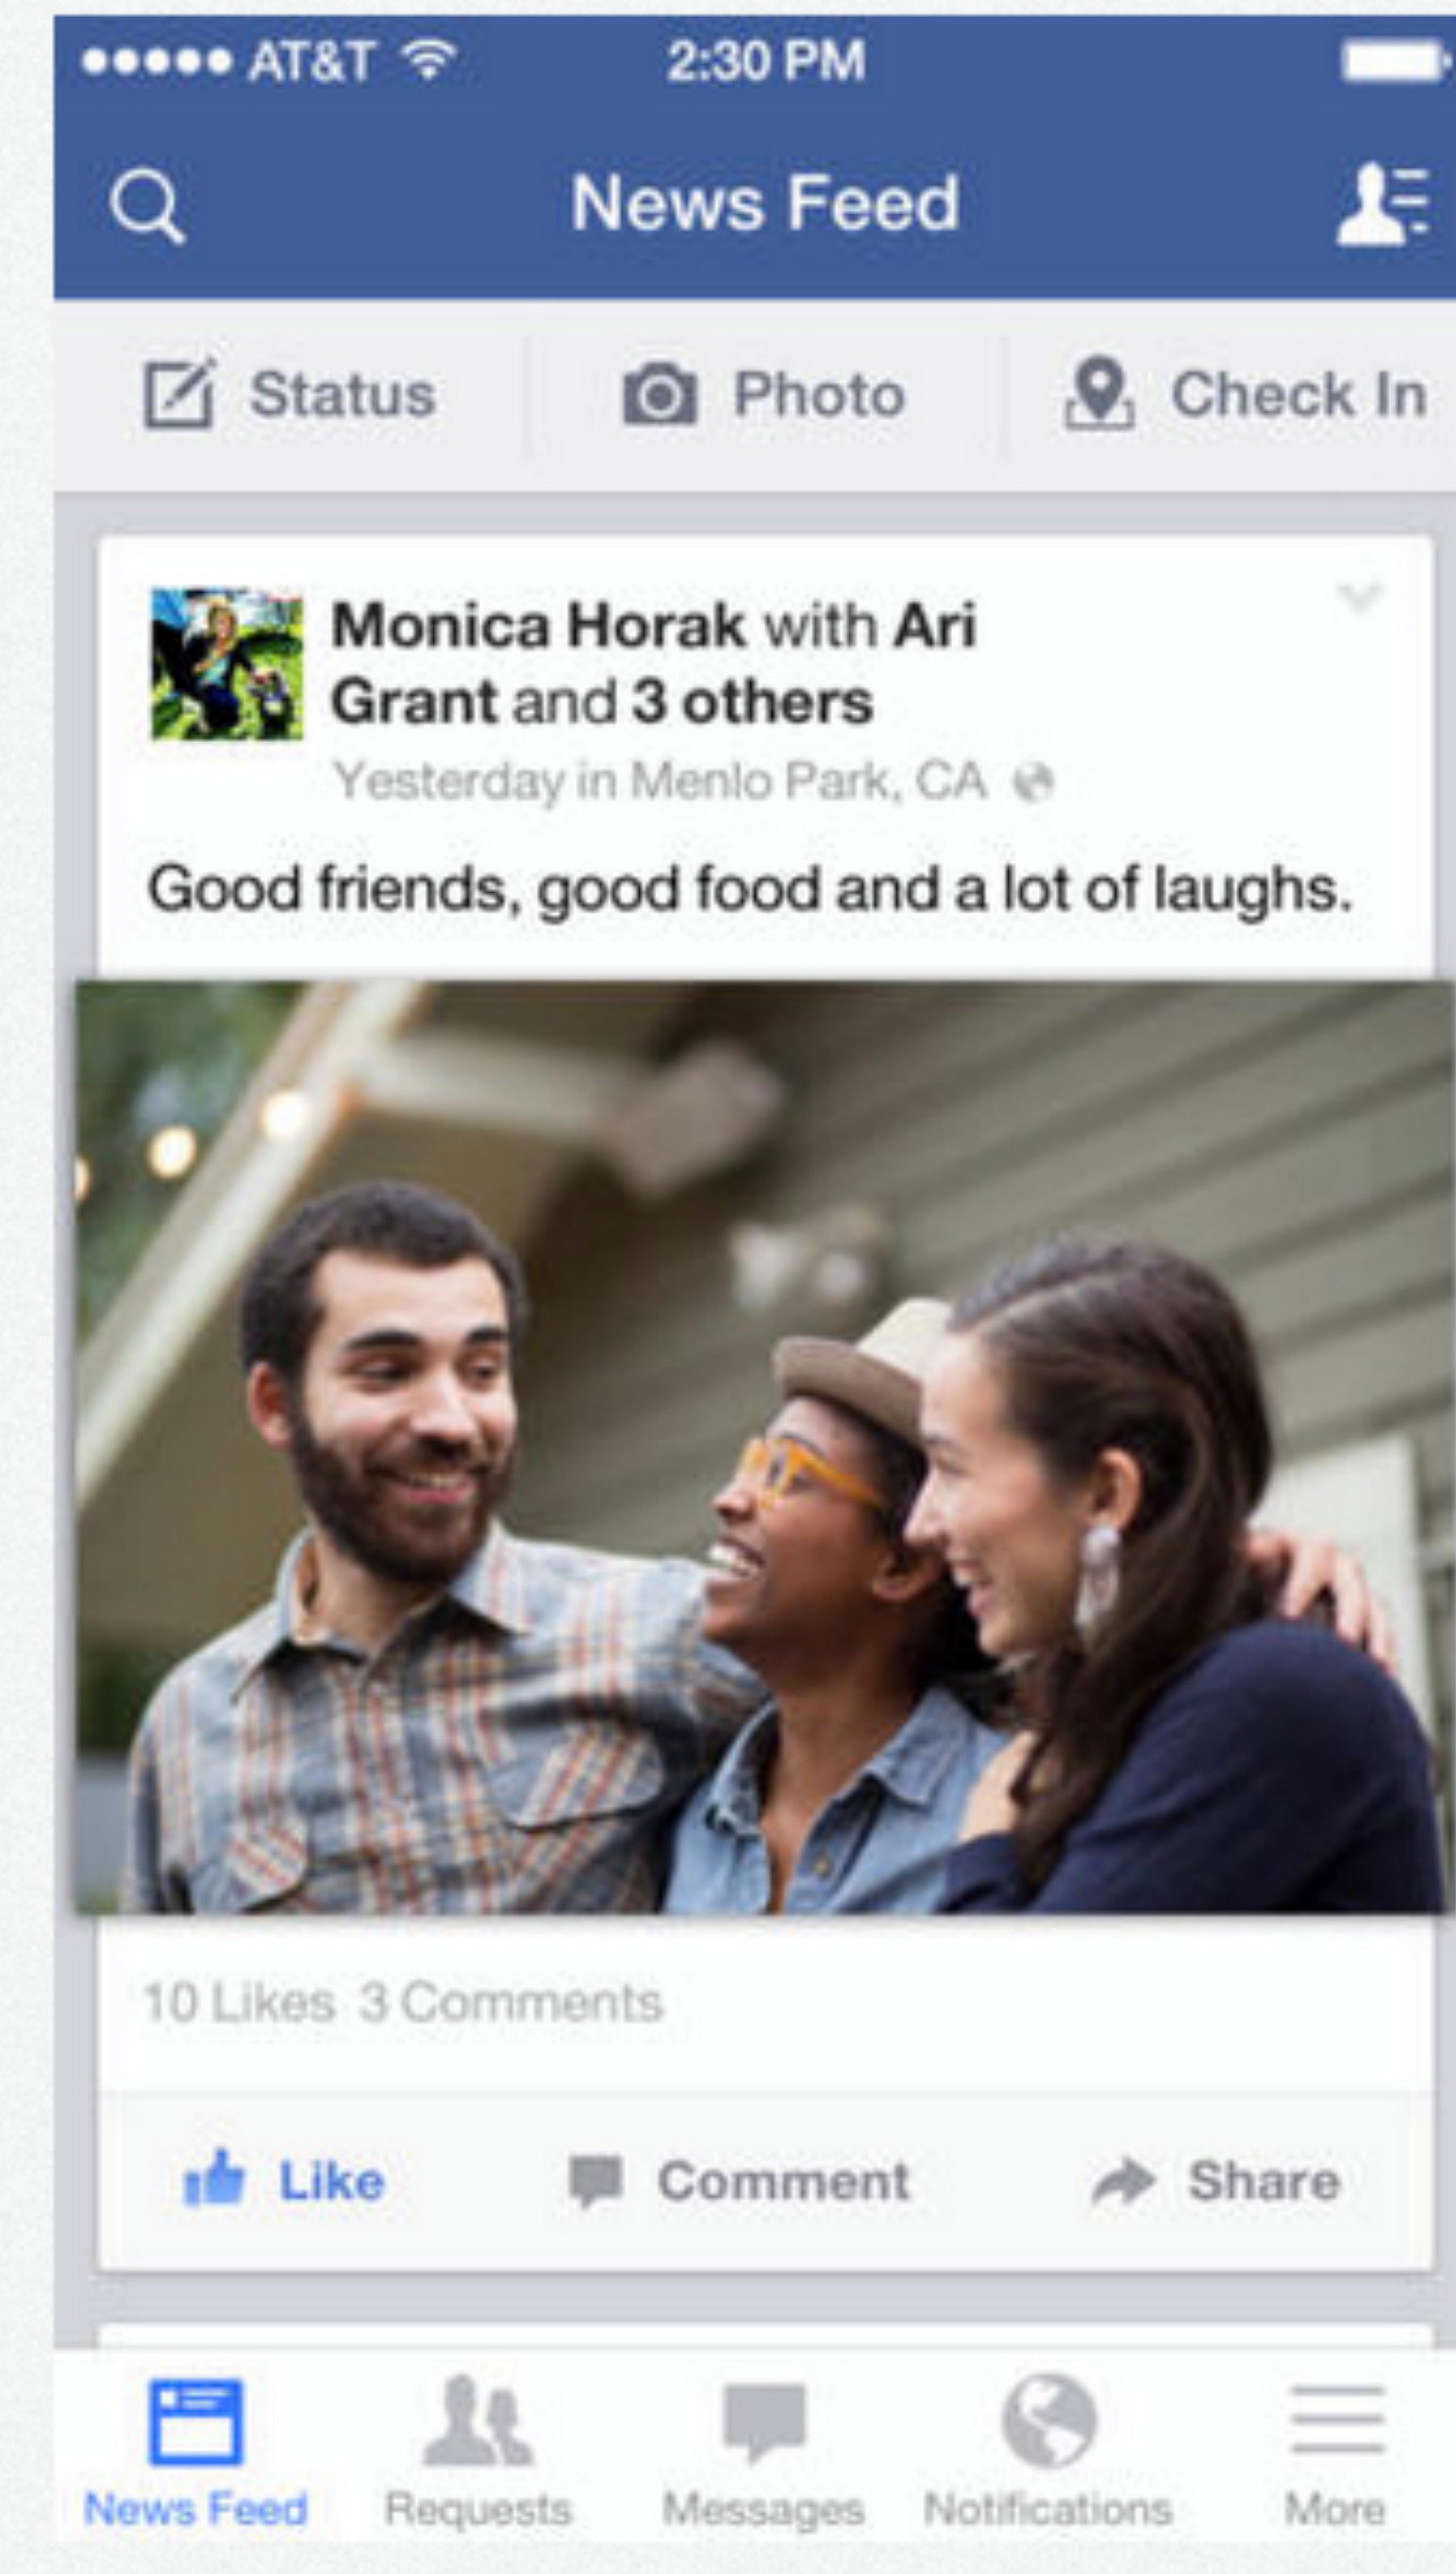 AT&T 2:30 PM
News Feed
Status Photo Check In
Monica Horak with Ari
Grant and 3 others
Yesterday in Menlo Park, CA
Good friends, good food and a lot of laughs.
10 Likes 3 Comments
Like Comment Share
News Feed Requests Messages Notifications More